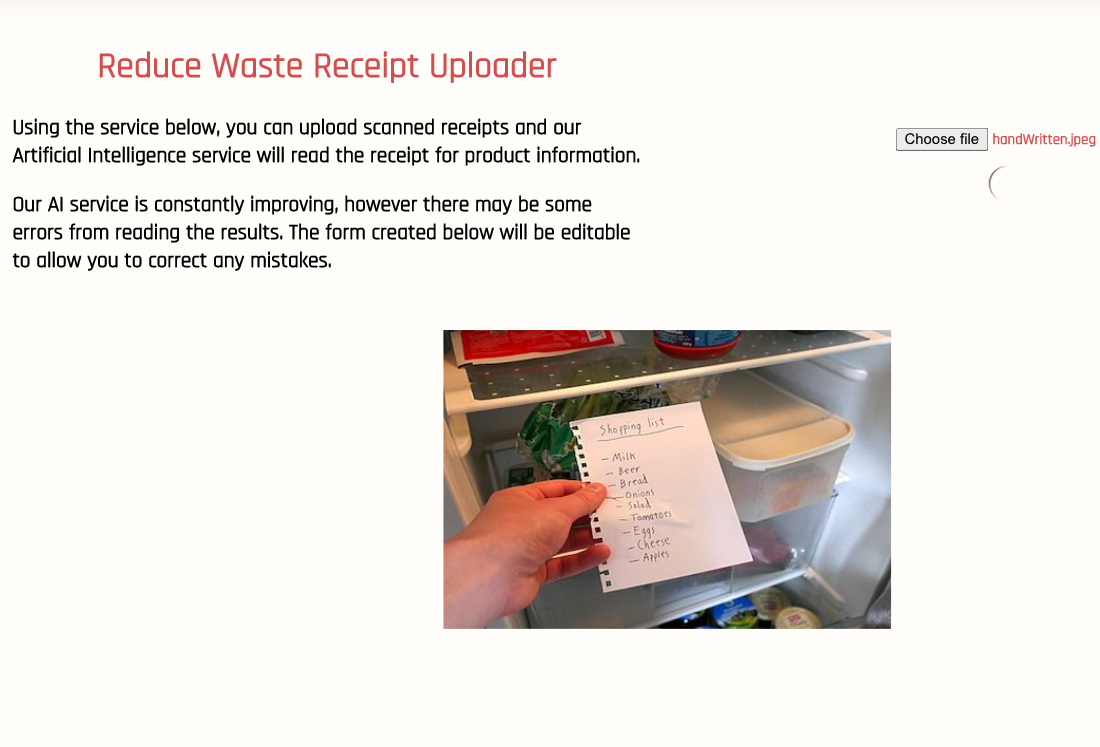 Reduce Waste Receipt Uploader
Using the service below, you can upload scanned receipts and our
Artificial Intelligence service will read the receipt for product information.
Our AI service is constantly improving, however there may be some
errors from reading the results. The form created below will be editable
to allow you to correct any mistakes.
Choose file handWritten.jpeg
Shopping list
- Milk
- Beer
- Bread
- Onions
- Salad
- Tomatoes
- Eggs
- Cheese
- Apples